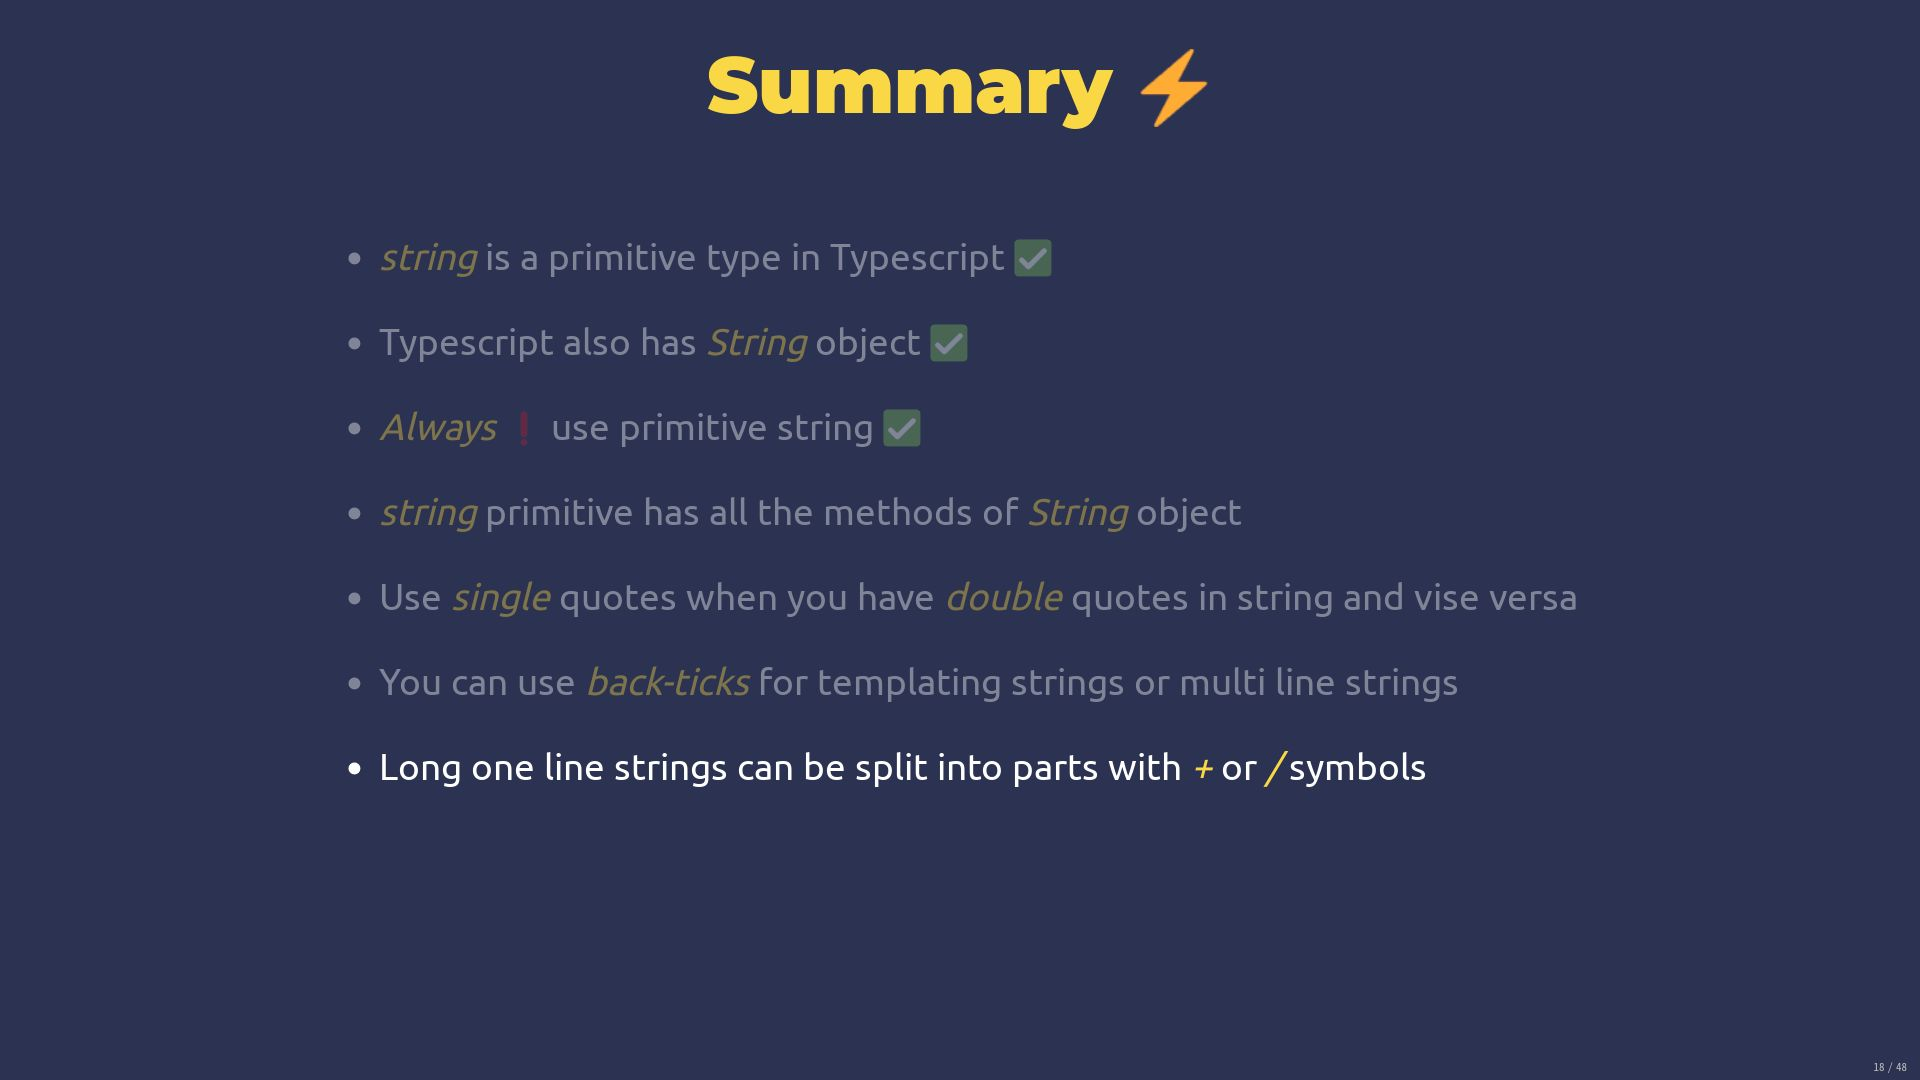 Summary ⚡
• string is a primitive type in Typescript ✅
• Typescript also has String object ✅
• Always ❗ use primitive string ✅
• string primitive has all the methods of String object
• Use single quotes when you have double quotes in string and vise versa
• You can use back-ticks for templating strings or multi line strings
• Long one line strings can be split into parts with + or / symbols
18 / 48